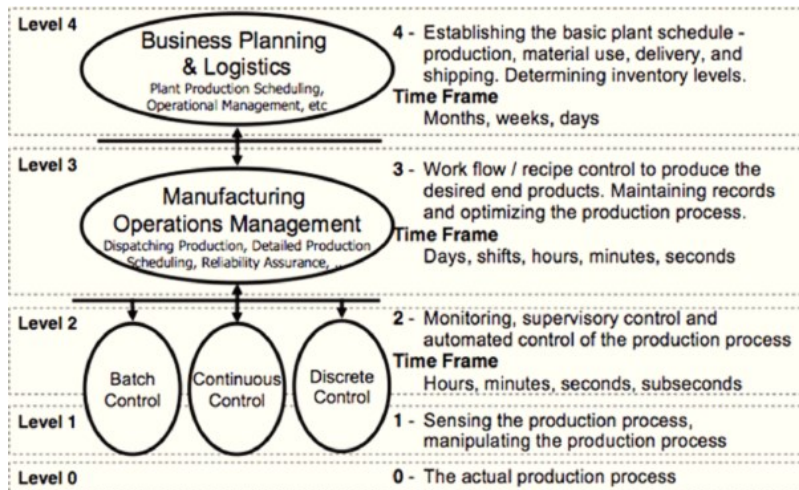 Level 4
Business Planning
& Logistics
Plant Production Scheduling,
Operational Management, etc
4 - Establishing the basic plant schedule -
production, material use, delivery, and
shipping. Determining inventory levels.
Time Frame
Months, weeks, days
Level 3
Manufacturing
Operations Management
Dispatching Production, Detailed Production
Scheduling, Reliability Assurance, ...
3 - Work flow / recipe control to produce the
desired end products. Maintaining records
and optimizing the production process.
Time Frame
Days, shifts, hours, minutes, seconds
Level 2
Batch
Control
Continuous
Control
Discrete
Control
2 - Monitoring, supervisory control and
automated control of the production process
Time Frame
Hours, minutes, seconds, subseconds
Level 1
1 - Sensing the production process,
manipulating the production process
Level 0
0 - The actual production process